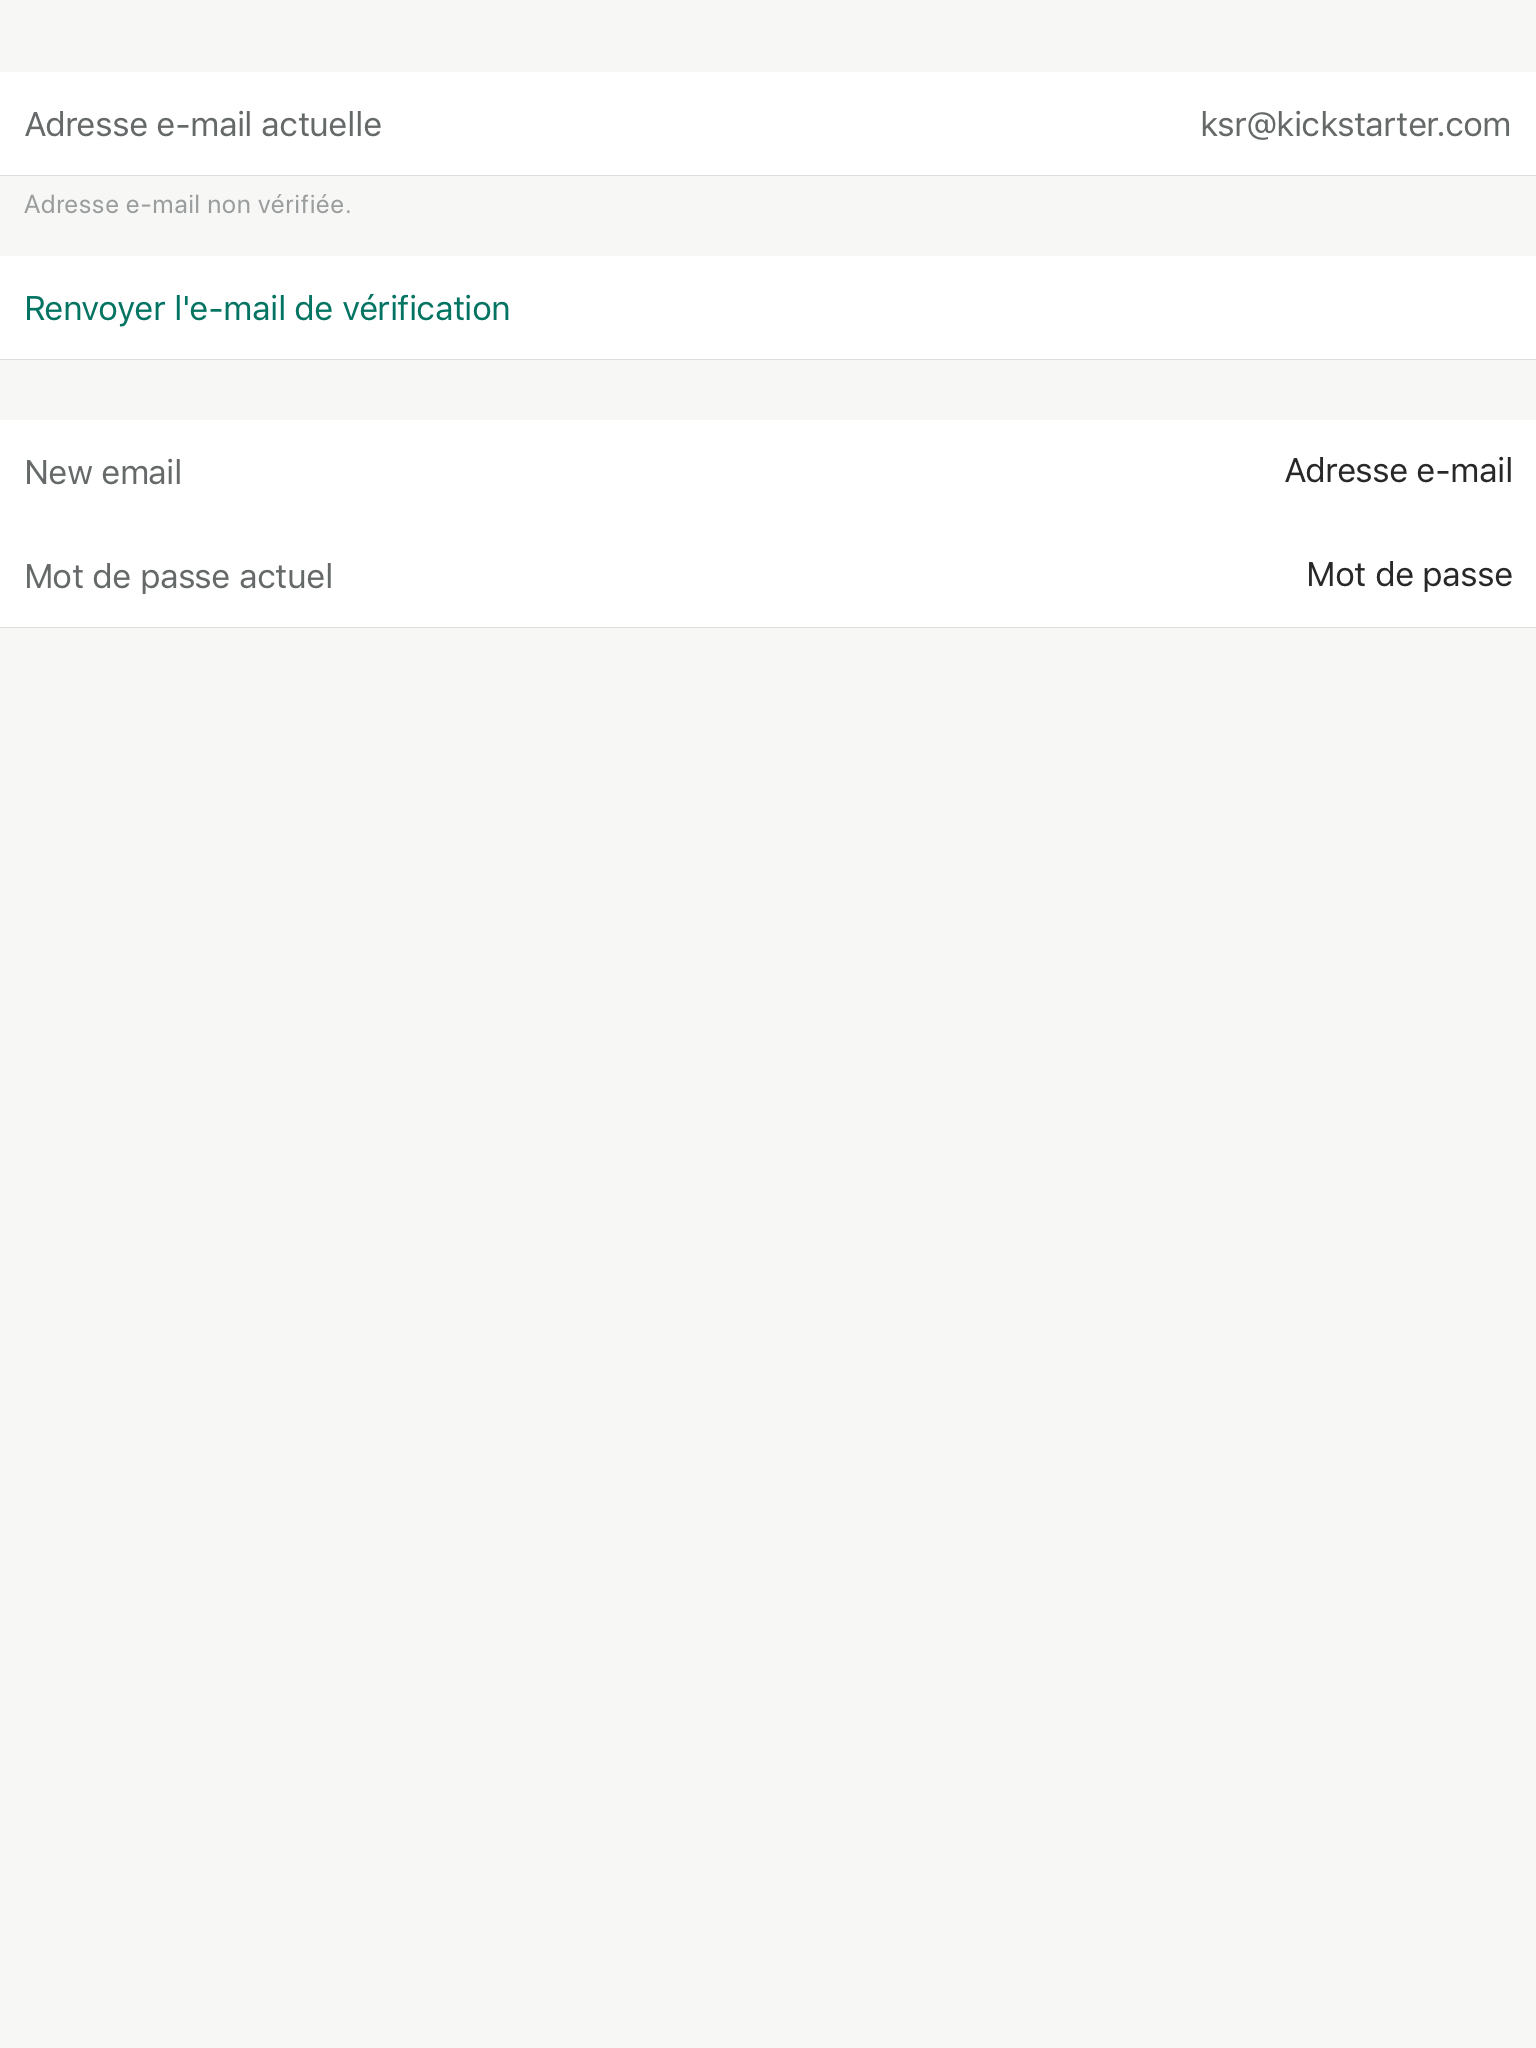 Adresse e-mail actuelle ksr@kickstarter.com
Adresse e-mail non vérifiée.
Renvoyer l'e-mail de vérification
New email Adresse e-mail
Mot de passe actuel Mot de passe